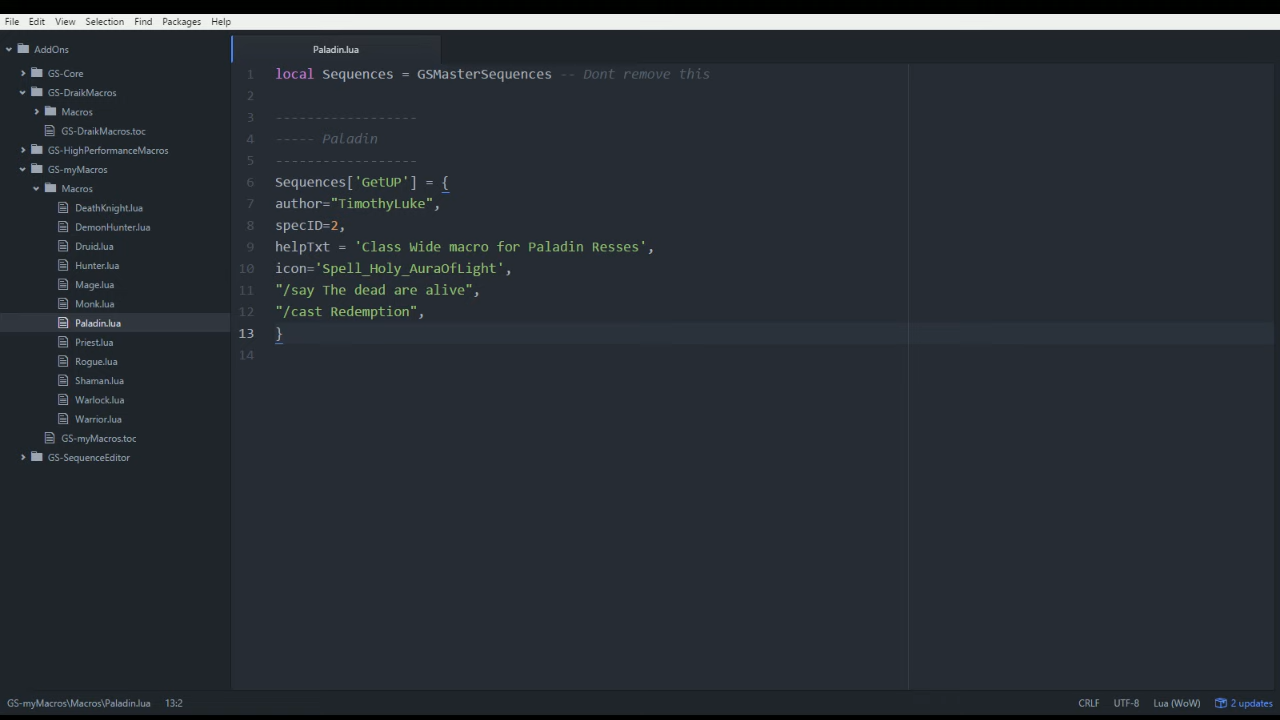 File Edit View Selection Find Packages Help
AddOns
GS-Core
GS-DraikMacros
Macros
GS-DraikMacros.toc
GS-HighPerformanceMacros
GS-myMacros
Macros
DeathKnight.lua
DemonHunter.lua
Druid.lua
Hunter.lua
Mage.lua
Monk.lua
Paladin.lua
Priest.lua
Rogue.lua
Shaman.lua
Warlock.lua
Warrior.lua
GS-myMacros.toc
GS-SequenceEditor
Paladin.lua
1 local Sequences = GSMasterSequences -- Dont remove this
2
3 ------------------
4 ----- Paladin
5 ------------------
6 Sequences['GetUP'] = {
7 author="TimothyLuke",
8 specID=2,
9 helpTxt = 'Class Wide macro for Paladin Resses',
10 icon='Spell_Holy_AuraOfLight',
11 "/say The dead are alive",
12 "/cast Redemption",
13 }
14
GS-myMacros\Macros\Paladin.lua 13:2 CRLF UTF-8 Lua (WoW) 2 updates